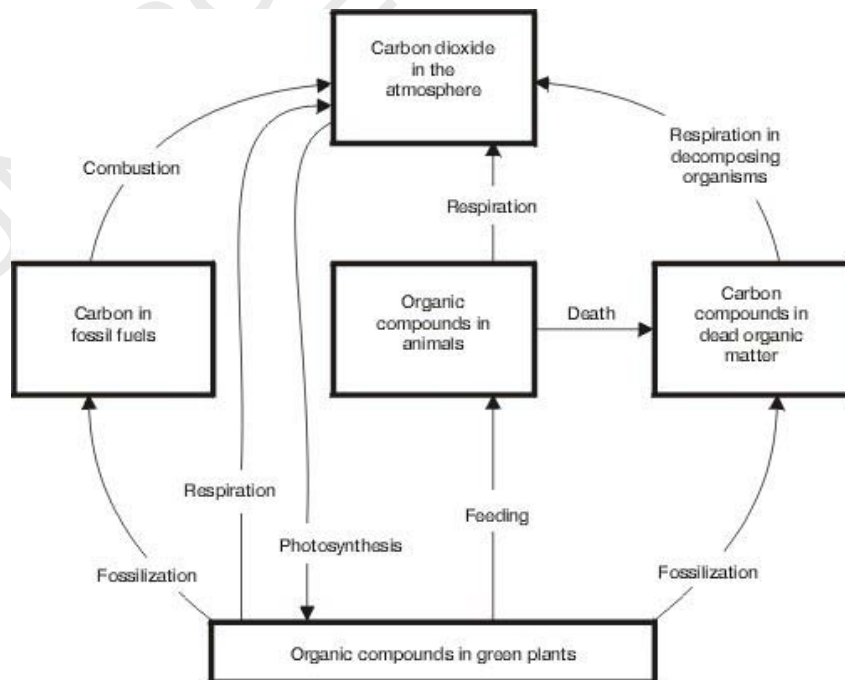 Carbon dioxide
in the
atmosphere
Combustion
Respiration in
decomposing
organisms
Respiration
Carbon in
fossil fuels
Organic
compounds in
animals
Death
Carbon
compounds in
dead organic
matter
Respiration
Feeding
Photosynthesis
Fossilization
Fossilization
Organic compounds in green plants